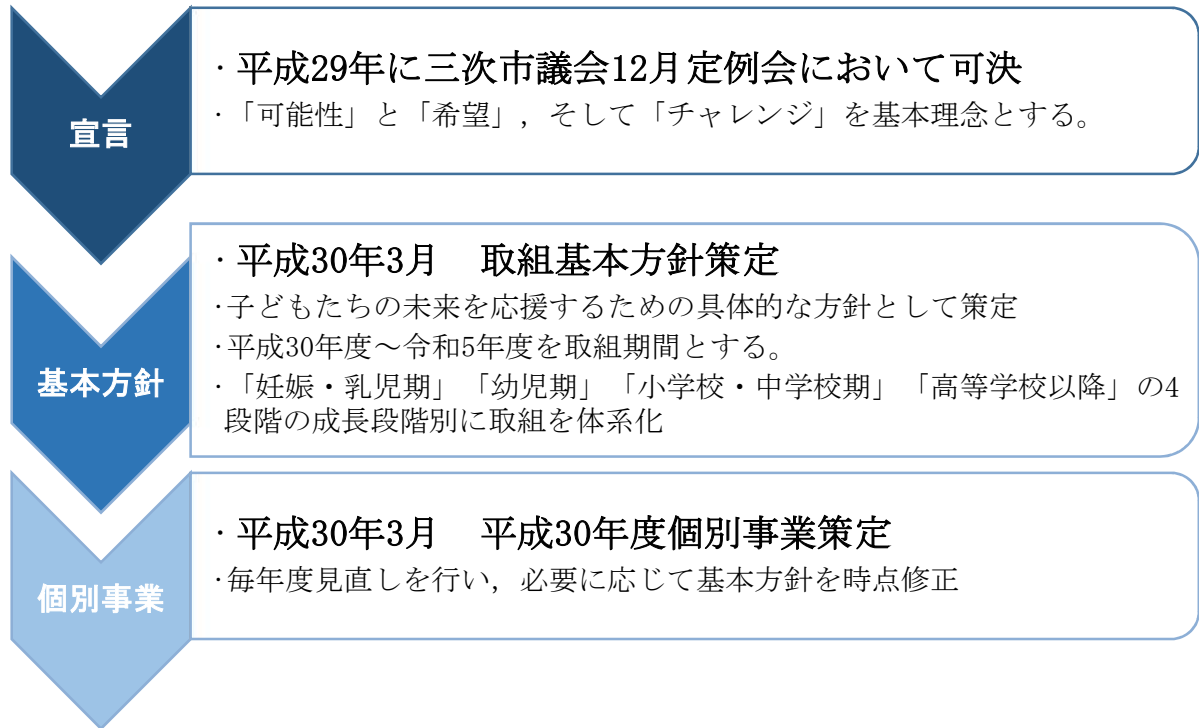 宣言
・平成29年に三次市議会12月定例会において可決
・「可能性」と「希望」，そして「チャレンジ」を基本理念とする。
基本方針
・平成30年3月　取組基本方針策定
・子どもたちの未来を応援するための具体的な方針として策定
・平成30年度～令和5年度を取組期間とする。
・「妊娠・乳児期」「幼児期」「小学校・中学校期」「高等学校以降」の4
段階の成長段階別に取組を体系化
個別事業
・平成30年3月　平成30年度個別事業策定
・毎年度見直しを行い，必要に応じて基本方針を時点修正